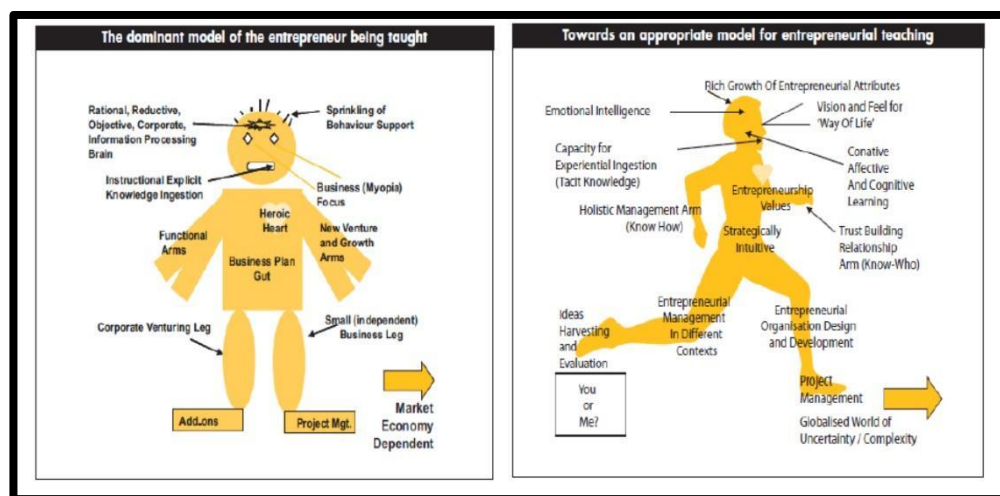 The dominant model of the entrepreneur being taught
Rational, Reductive,
Objective, Corporate,
Information Processing
Brain
Sprinkling of
Behaviour Support
Instructional Explicit
Knowledge Ingestion
Business (Myopia)
Focus
Heroic
Heart
Functional
Arms
New Venture
and Growth
Arms
Business Plan
Gut
Corporate Venturing Leg
Small (independent)
Business Leg
Add.ons
Project Mgt.
Market
Economy
Dependent
Towards an appropriate model for entrepreneurial teaching
Rich Growth Of Entrepreneurial Attributes
Emotional Intelligence
Vision and Feel for
'Way Of Life'
Capacity for
Experiential Ingestion
(Tacit Knowledge)
Conative
Affective
And Cognitive
Learning
Entrepreneurship
Values
Holistic Management Arm
(Know How)
Strategically
Intuitive
Trust Building
Relationship
Arm (Know-Who)
Ideas
Harvesting
and
Evaluation
Entrepreneurial
Management
In Different
Contexts
Entrepreneurial
Organisation Design
and Development
You
or
Me?
Project
Management
Globalised World of
Uncertainty / Complexity